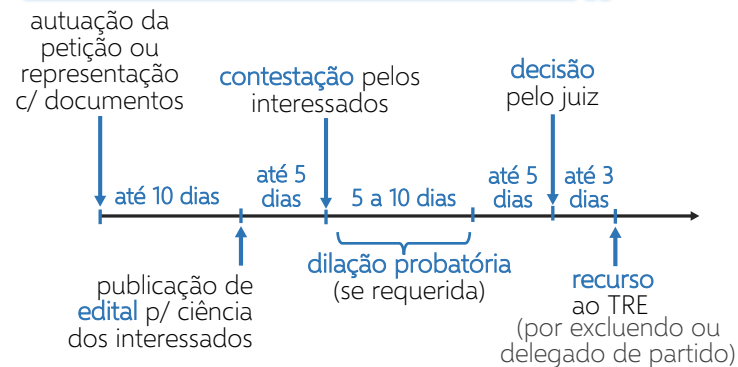 autuação da
petição ou
representação
c/ documentos
contestação pelos
interessados
decisão
pelo juiz
até 10 dias
até 5
dias
5 a 10 dias
até 5
dias
até 3
dias
publicação de
edital p/ ciência
dos interessados
dilação probatória
(se requerida)
recurso
ao TRE
(por excluendo ou
delegado de partido)